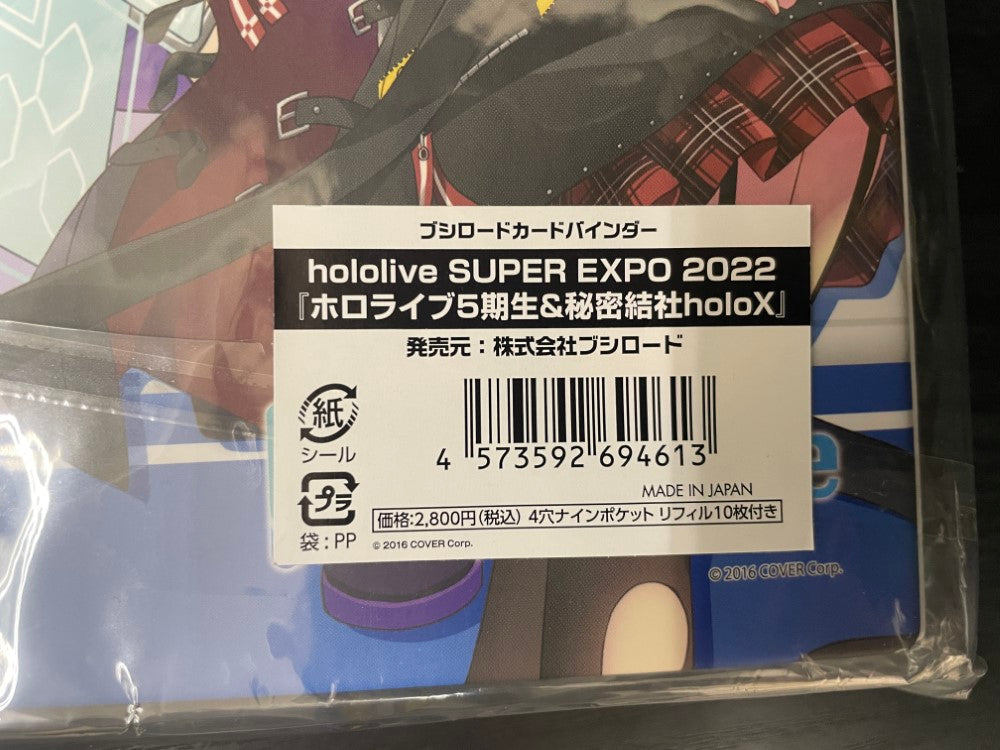 ブシロードカードバインダー
hololive SUPER EXPO 2022
『ホロライブ5期生&秘密結社holoX』
発売元：株式会社ブシロード
紙
シール
プラ
袋：PP
4 573592 694613
MADE IN JAPAN
価格:2,800円(税込) 4穴ナインポケット リフィル10枚付き
© 2016 COVER Corp.
e
© 2016 COVER Corp.